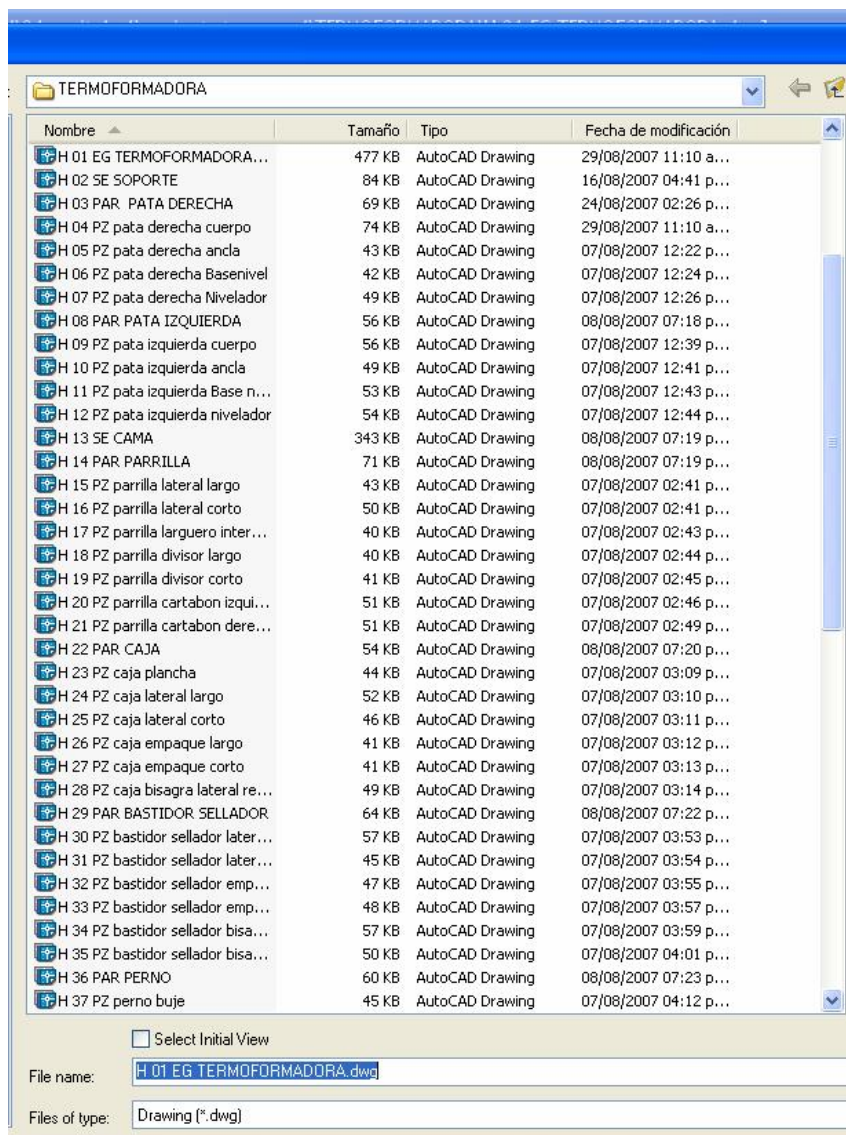 TERMOFORMADORA
Nombre Tamaño Tipo Fecha de modificación
H 01 EG TERMOFORMADORA... 477 KB AutoCAD Drawing 29/08/2007 11:10 a...
H 02 SE SOPORTE 84 KB AutoCAD Drawing 16/08/2007 04:41 p...
H 03 PAR  PATA DERECHA 69 KB AutoCAD Drawing 24/08/2007 02:26 p...
H 04 PZ pata derecha cuerpo 74 KB AutoCAD Drawing 29/08/2007 11:10 a...
H 05 PZ pata derecha ancla 43 KB AutoCAD Drawing 07/08/2007 12:22 p...
H 06 PZ pata derecha Basenivel 42 KB AutoCAD Drawing 07/08/2007 12:24 p...
H 07 PZ pata derecha Nivelador 49 KB AutoCAD Drawing 07/08/2007 12:26 p...
H 08 PAR PATA IZQUIERDA 56 KB AutoCAD Drawing 08/08/2007 07:18 p...
H 09 PZ pata izquierda cuerpo 56 KB AutoCAD Drawing 07/08/2007 12:39 p...
H 10 PZ pata izquierda ancla 49 KB AutoCAD Drawing 07/08/2007 12:41 p...
H 11 PZ pata izquierda Base n... 53 KB AutoCAD Drawing 07/08/2007 12:43 p...
H 12 PZ pata izquierda nivelador 54 KB AutoCAD Drawing 07/08/2007 12:44 p...
H 13 SE CAMA 343 KB AutoCAD Drawing 08/08/2007 07:19 p...
H 14 PAR PARRILLA 71 KB AutoCAD Drawing 08/08/2007 07:19 p...
H 15 PZ parrilla lateral largo 43 KB AutoCAD Drawing 07/08/2007 02:41 p...
H 16 PZ parrilla lateral corto 50 KB AutoCAD Drawing 07/08/2007 02:41 p...
H 17 PZ parrilla larguero inter... 40 KB AutoCAD Drawing 07/08/2007 02:43 p...
H 18 PZ parrilla divisor largo 40 KB AutoCAD Drawing 07/08/2007 02:44 p...
H 19 PZ parrilla divisor corto 41 KB AutoCAD Drawing 07/08/2007 02:45 p...
H 20 PZ parrilla cartabon izqui... 51 KB AutoCAD Drawing 07/08/2007 02:46 p...
H 21 PZ parrilla cartabon dere... 51 KB AutoCAD Drawing 07/08/2007 02:49 p...
H 22 PAR CAJA 54 KB AutoCAD Drawing 08/08/2007 07:20 p...
H 23 PZ caja plancha 44 KB AutoCAD Drawing 07/08/2007 03:09 p...
H 24 PZ caja lateral largo 52 KB AutoCAD Drawing 07/08/2007 03:10 p...
H 25 PZ caja lateral corto 46 KB AutoCAD Drawing 07/08/2007 03:11 p...
H 26 PZ caja empaque largo 41 KB AutoCAD Drawing 07/08/2007 03:12 p...
H 27 PZ caja empaque corto 41 KB AutoCAD Drawing 07/08/2007 03:13 p...
H 28 PZ caja bisagra lateral re... 49 KB AutoCAD Drawing 07/08/2007 03:14 p...
H 29 PAR BASTIDOR SELLADOR 64 KB AutoCAD Drawing 08/08/2007 07:22 p...
H 30 PZ bastidor sellador later... 57 KB AutoCAD Drawing 07/08/2007 03:53 p...
H 31 PZ bastidor sellador later... 45 KB AutoCAD Drawing 07/08/2007 03:54 p...
H 32 PZ bastidor sellador emp... 47 KB AutoCAD Drawing 07/08/2007 03:55 p...
H 33 PZ bastidor sellador emp... 48 KB AutoCAD Drawing 07/08/2007 03:57 p...
H 34 PZ bastidor sellador bisa... 57 KB AutoCAD Drawing 07/08/2007 03:59 p...
H 35 PZ bastidor sellador bisa... 50 KB AutoCAD Drawing 07/08/2007 04:01 p...
H 36 PAR PERNO 60 KB AutoCAD Drawing 08/08/2007 07:23 p...
H 37 PZ perno buje 45 KB AutoCAD Drawing 07/08/2007 04:12 p...
Select Initial View
File name: H 01 EG TERMOFORMADORA.dwg
Files of type: Drawing (*.dwg)